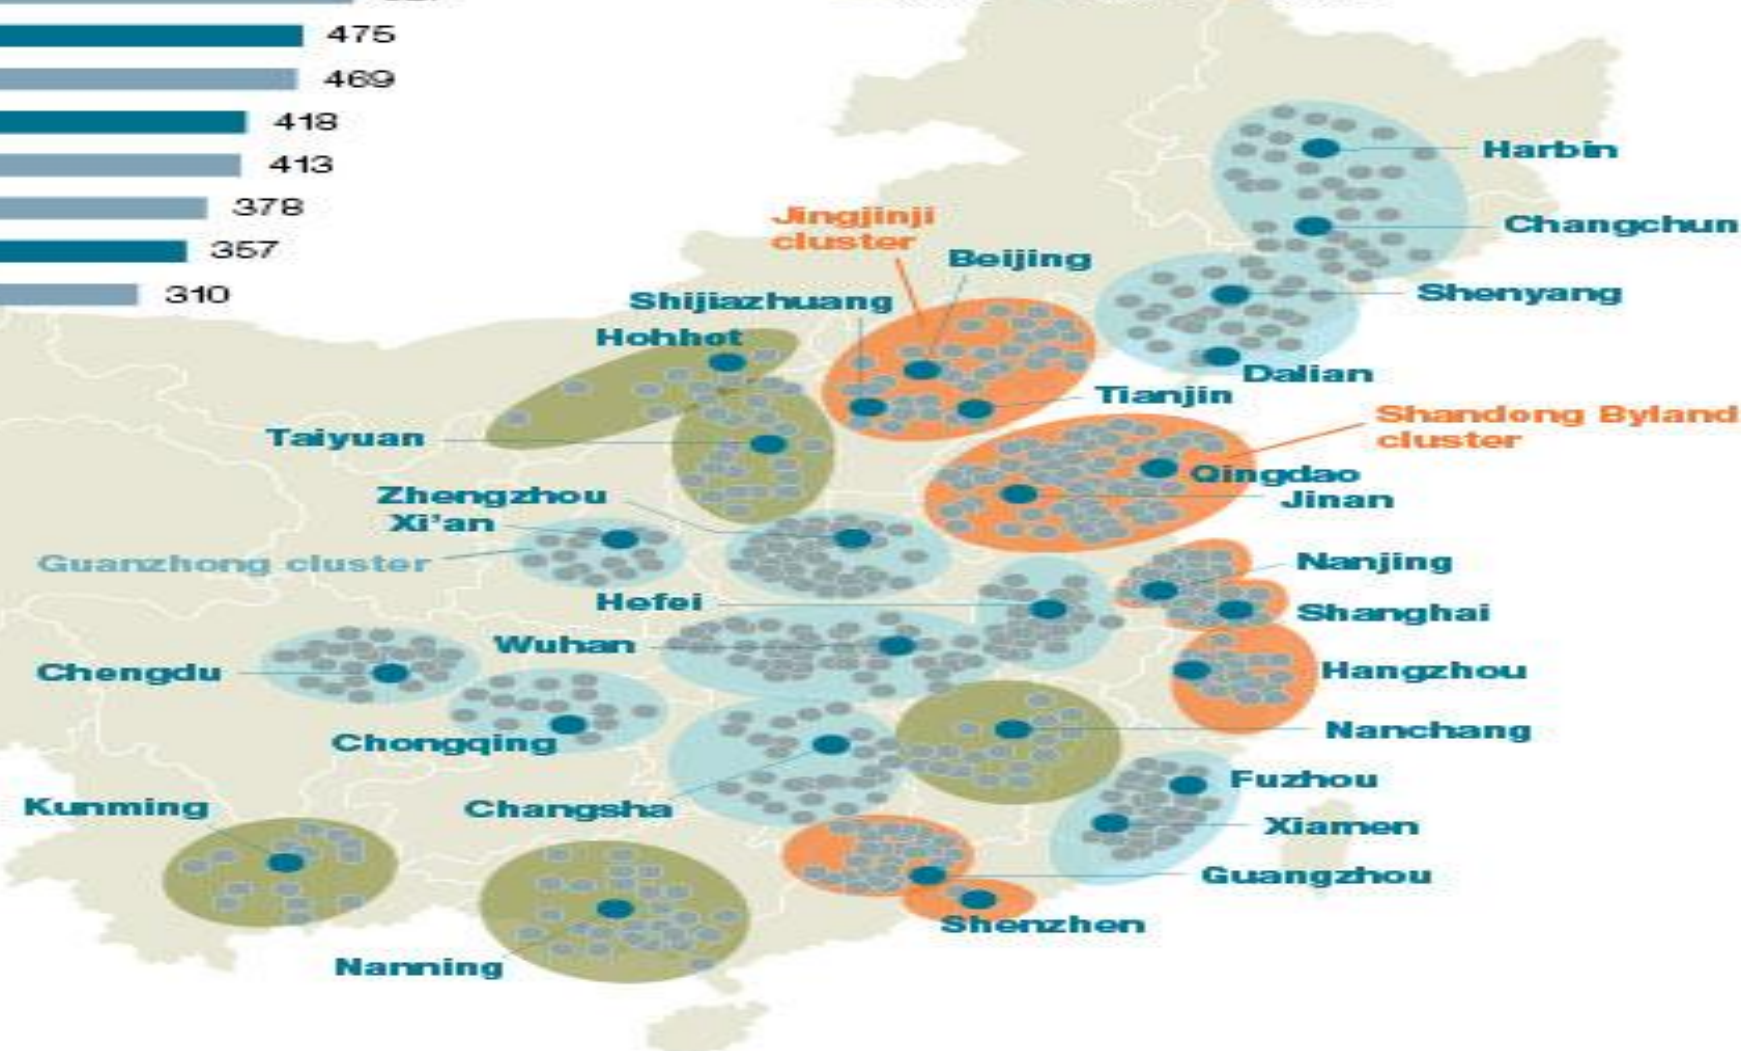 475
469
418
413
378
357
310
Harbin
Changchun
Jingjinji
cluster
Beijing
Shenyang
Shijiazhuang
Hohhot
Dalian
Tianjin
Shandong Byland
cluster
Taiyuan
Qingdao
Jinan
Zhengzhou
Xi'an
Guanzhong cluster
Nanjing
Hefei
Shanghai
Wuhan
Chengdu
Hangzhou
Nanchang
Chongqing
Fuzhou
Kunming
Changsha
Xiamen
Guangzhou
Shenzhen
Nanning